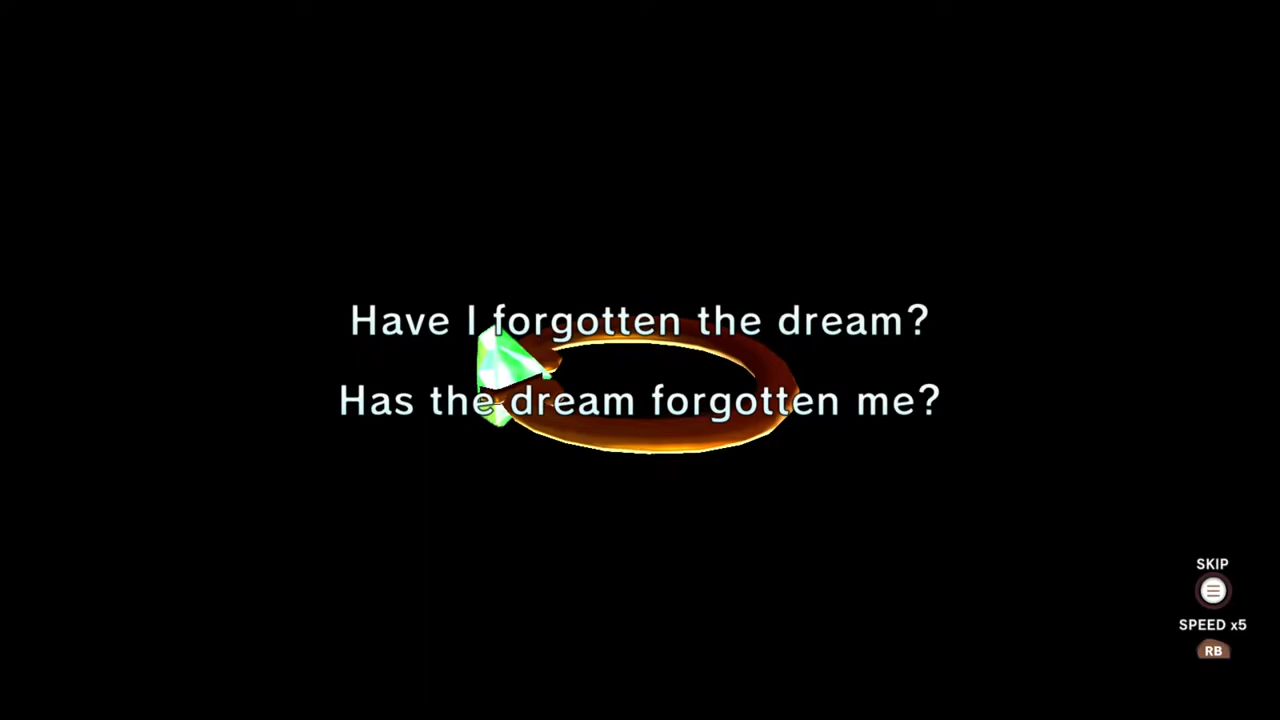 Have I forgotten the dream?
Has the dream forgotten me?
SKIP
SPEED x5
RB